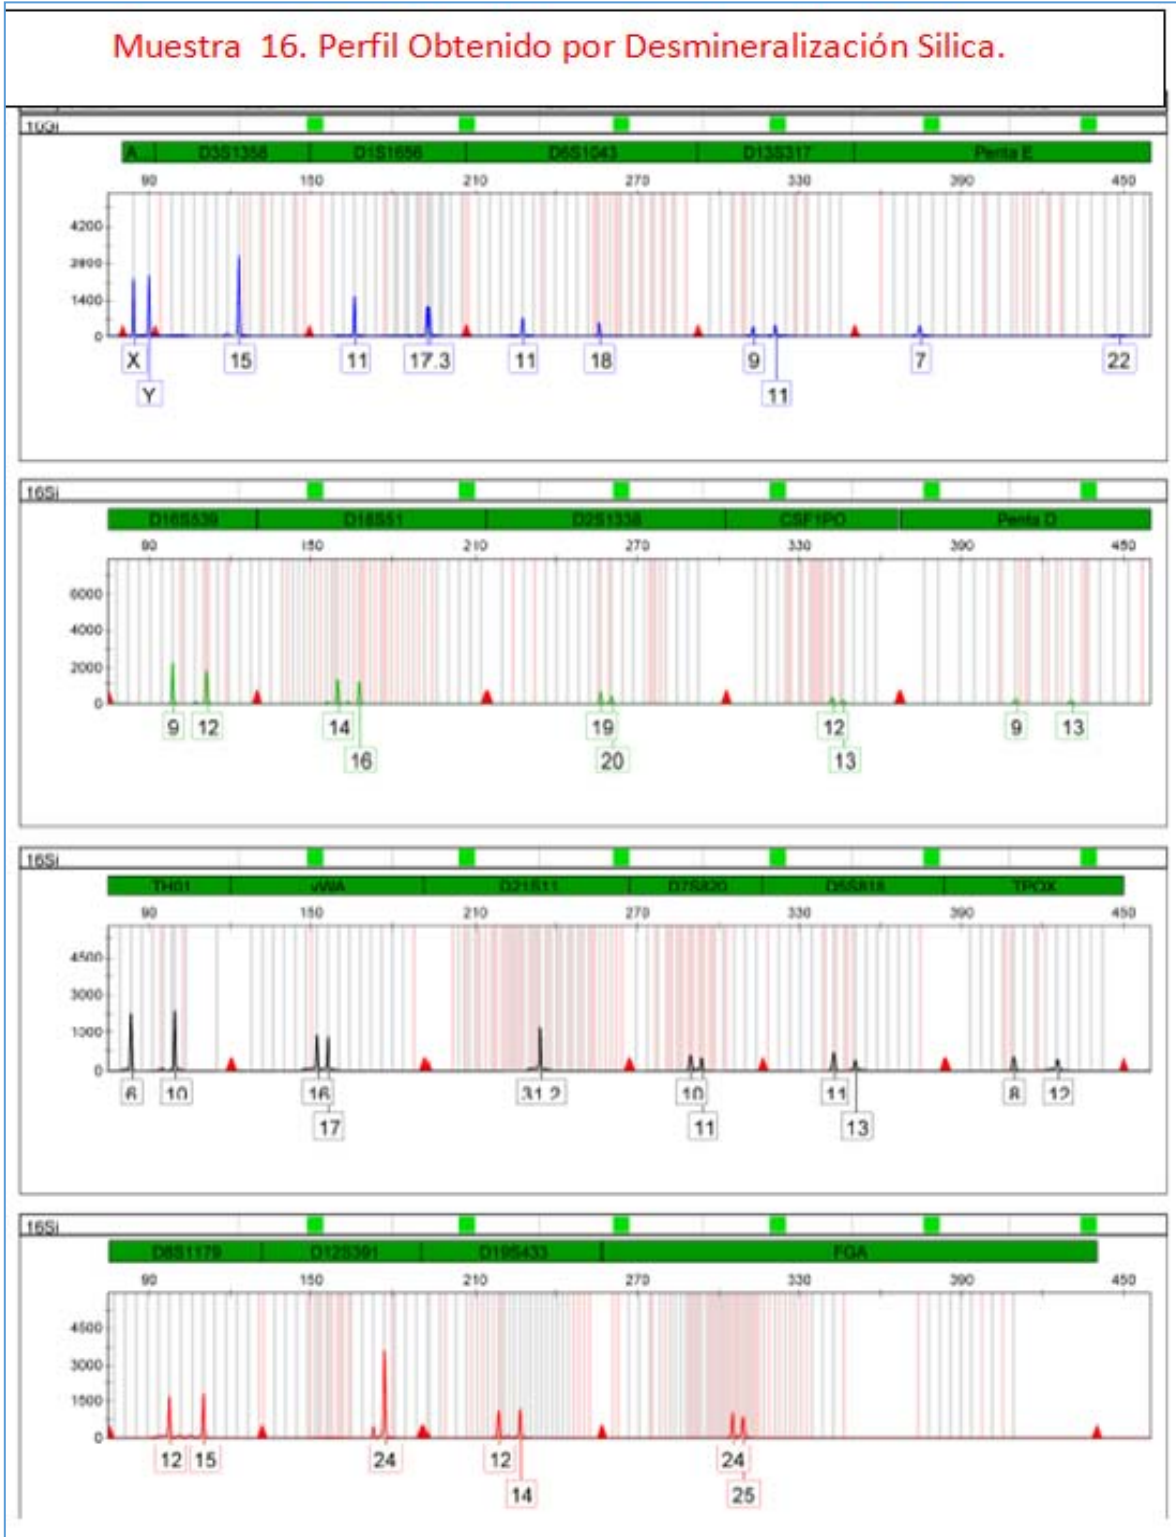 Muestra 16. Perfil Obtenido por Desmineralización Silica.
A D3S1358 D1S1656 D6S1043 D13S317 Penta E
90 150 210 270 330 390 450
4200
2800
1400
0
X 15 11 17.3 11 18 9 7 22
Y 11
16Si
D16S539 D18S51 D2S1338 CSF1PO Penta D
90 150 210 270 330 390 450
6000
4000
2000
0
9 12 14 19 12 9 13
16 20 13
16Si
TH01 vWA D21S11 D7S820 D5S818 TPOX
90 150 210 270 330 390 450
4500
3000
0
6 10 16 31.2 10 11 8 12
17 11 13
16Si
D8S1179 D12S391 D19S433 FGA
90 150 210 270 330 390 450
4500
3000
1500
0
12 15 24 12 24
14 25